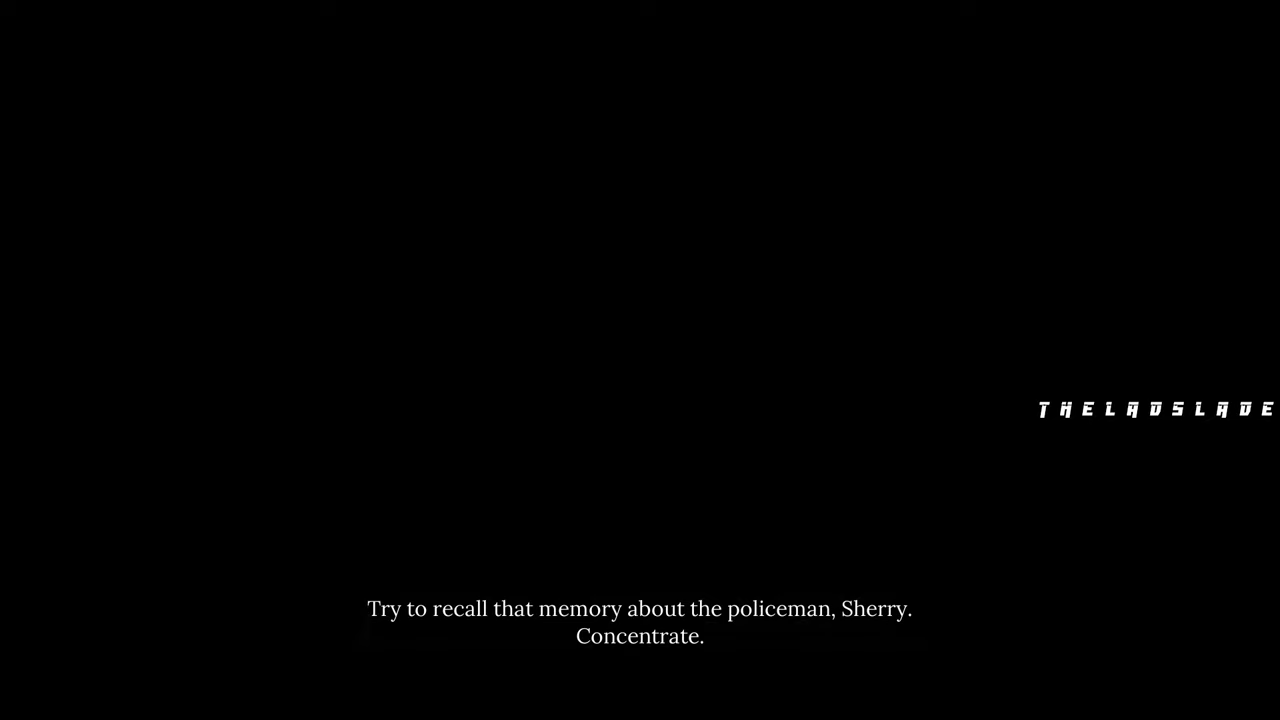 THELADSLADE
Try to recall that memory about the policeman, Sherry.
Concentrate.